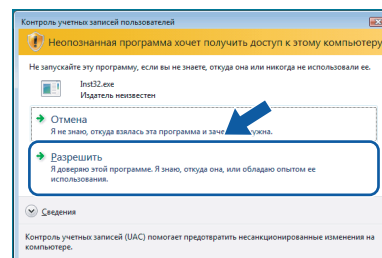 Контроль учетных записей пользователей
Неопознанная программа хочет получить доступ к этому компьютеру
Не запускайте эту программу, если вы не знаете, откуда она или никогда не использовали ее.
Inst32.exe
Издатель неизвестен
Отмена
Я не знаю, откуда взялась эта программа и заче нужна.
Разрешить
Я доверяю этой программе. Я знаю, откуда она, или обладаю опытом ее
использования.
Сведения
Контроль учетных записей (UAC) помогает предотвратить несанкционированные изменения на
компьютере.